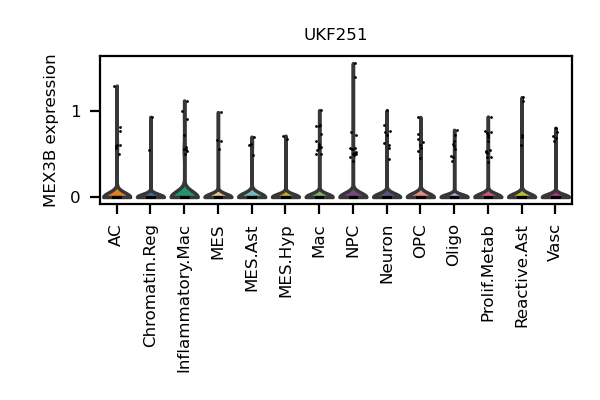 UKF251
MEX3B expression
1
0
AC
Chromatin.Reg
Inflammatory.Mac
MES
MES.Ast
MES.Hyp
Mac
NPC
Neuron
OPC
Oligo
Prolif.Metab
Reactive.Ast
Vasc